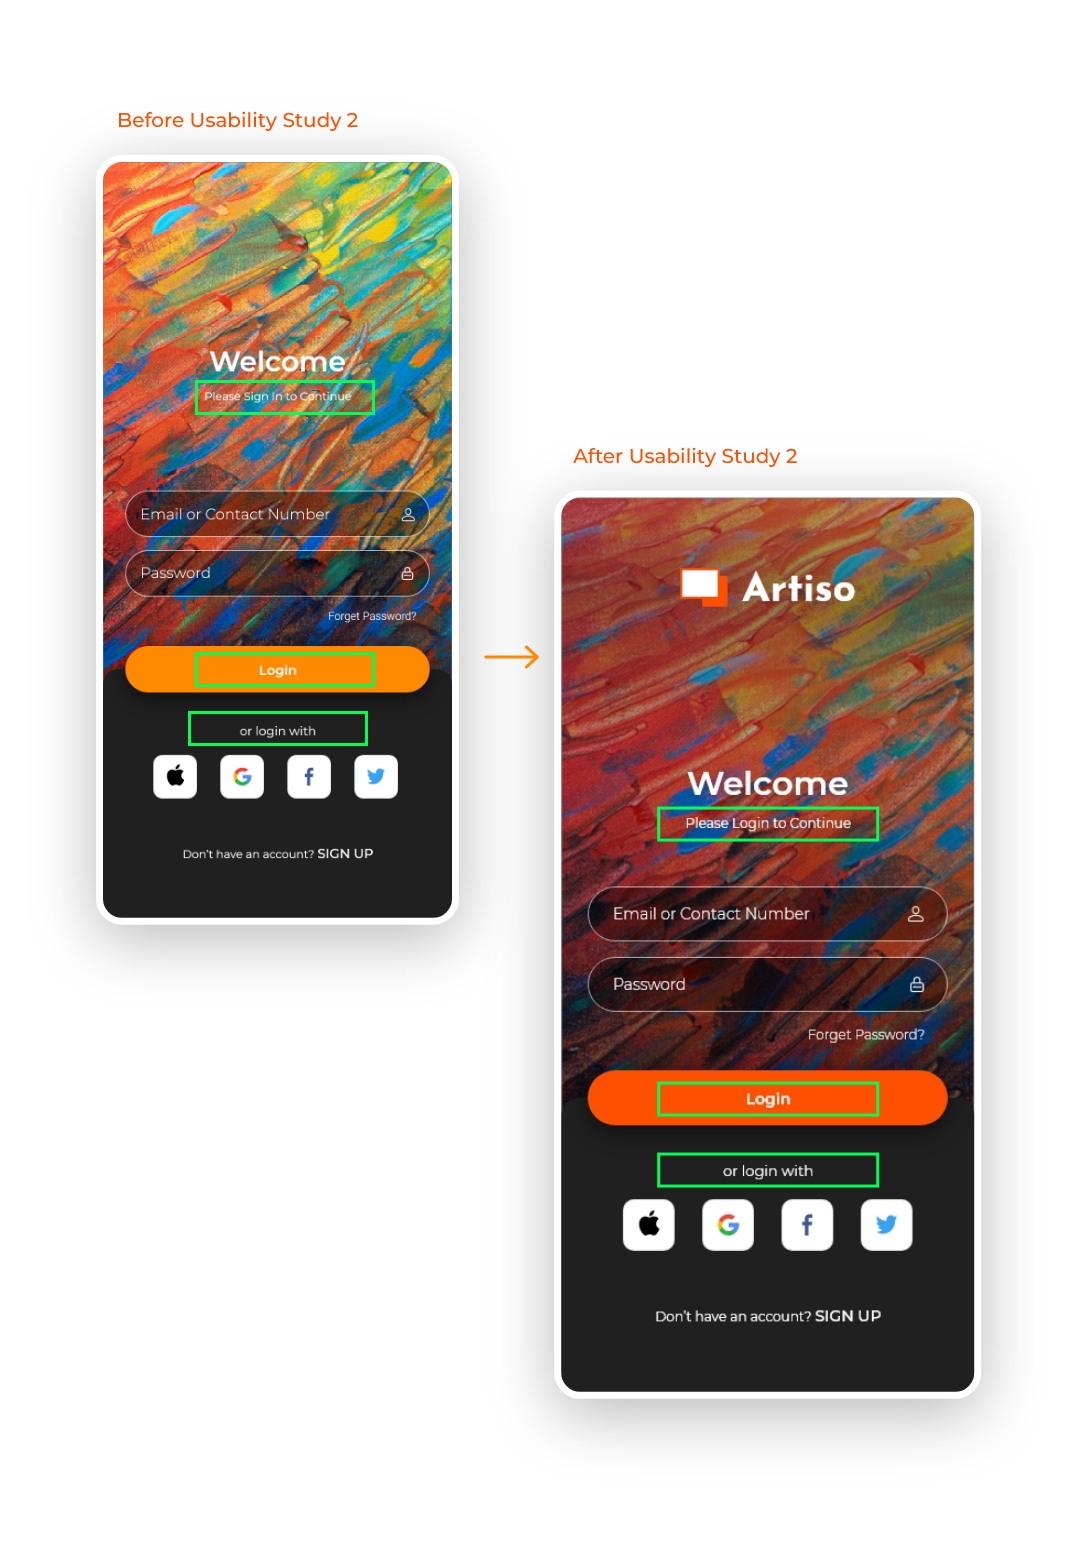 Before Usability Study 2
Welcome
Please Sign In to Continue
Email or Contact Number
Password
Forget Password?
Login
or login with
Don't have an account? SIGN UP
After Usability Study 2
Artiso
Welcome
Please Login to Continue
Email or Contact Number
Password
Forget Password?
Login
or login with
Don't have an account? SIGN UP